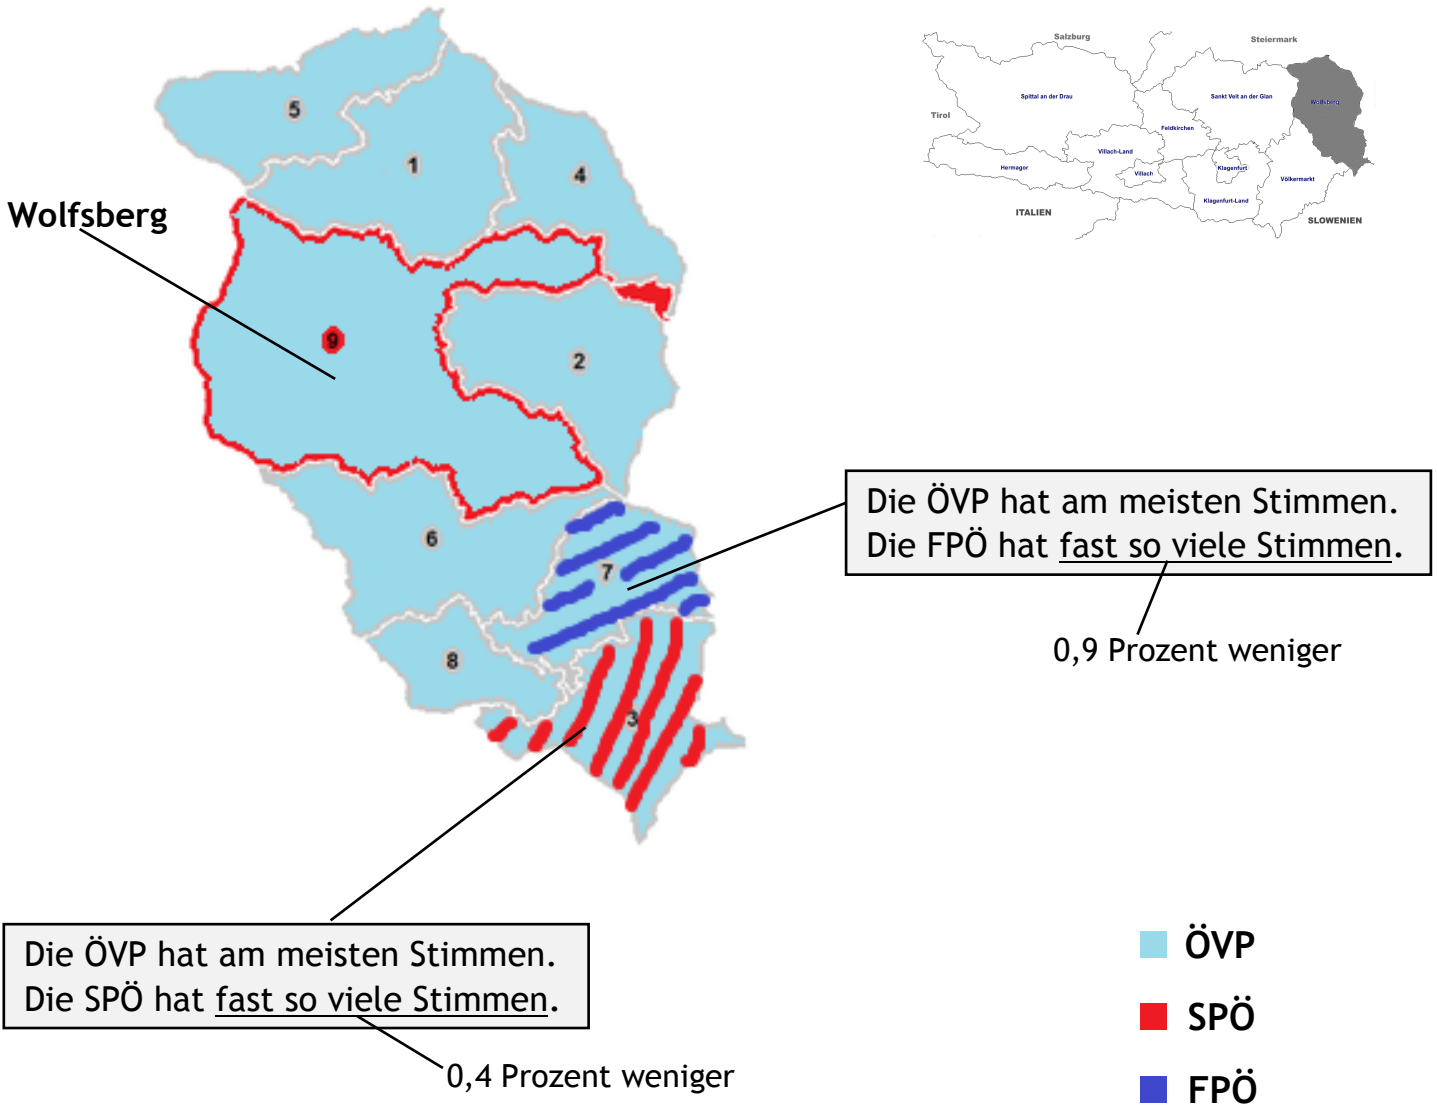 Salzburg
Steiermark
Spittal an der Drau
Sankt Veit an der Glan
Wolfsberg
Tirol
Feldkirchen
Villach-Land
Hermagor
Villach
Klagenfurt
Völkermarkt
Klagenfurt-Land
ITALIEN
SLOWENIEN
5
1
4
Wolfsberg
9
2
6
7
8
3
Die ÖVP hat am meisten Stimmen.
Die FPÖ hat fast so viele Stimmen.
0,9 Prozent weniger
Die ÖVP hat am meisten Stimmen.
Die SPÖ hat fast so viele Stimmen.
0,4 Prozent weniger
ÖVP
SPÖ
FPÖ